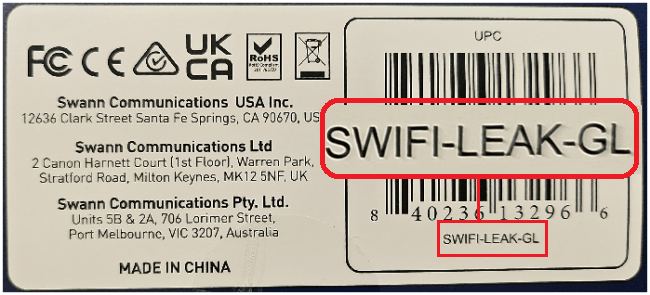 FC CE UK CA
RoHS
Swann Communications USA Inc.
12636 Clark Street Santa Fe Springs, CA 90670, US
Swann Communications Ltd
2 Canon Harnett Court (1st Floor), Warren Park,
Stratford Road, Milton Keynes, MK12 5NF, UK
Swann Communications Pty. Ltd.
Units 5B & 2A, 706 Lorimer Street,
Port Melbourne, VIC 3207, Australia
MADE IN CHINA
UPC
SWIFI-LEAK-GL
8 40236 13296 6
SWIFI-LEAK-GL